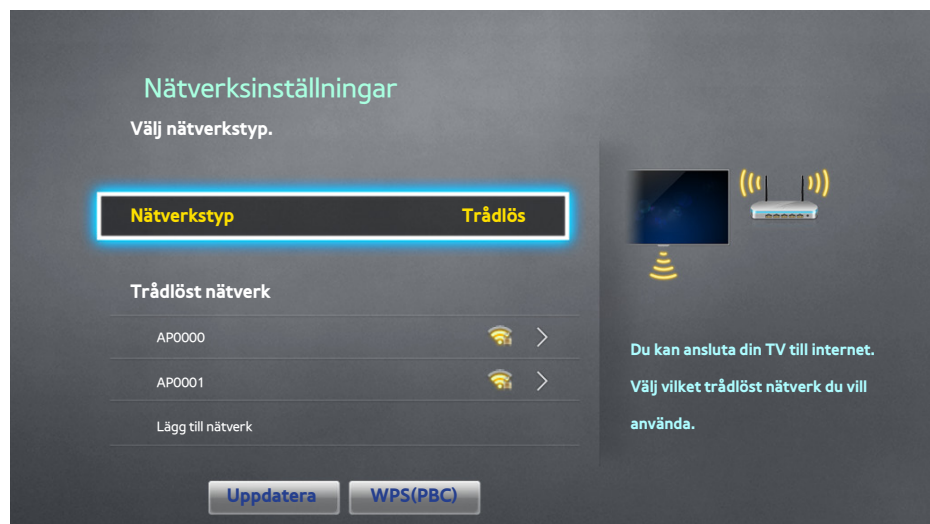 Nätverksinställningar
Välj nätverkstyp.
Nätverkstyp Trådlös
Trådlöst nätverk
AP0000
AP0001
Lägg till nätverk
Uppdatera WPS(PBC)
Du kan ansluta din TV till internet.
Välj vilket trådlöst nätverk du vill
använda.